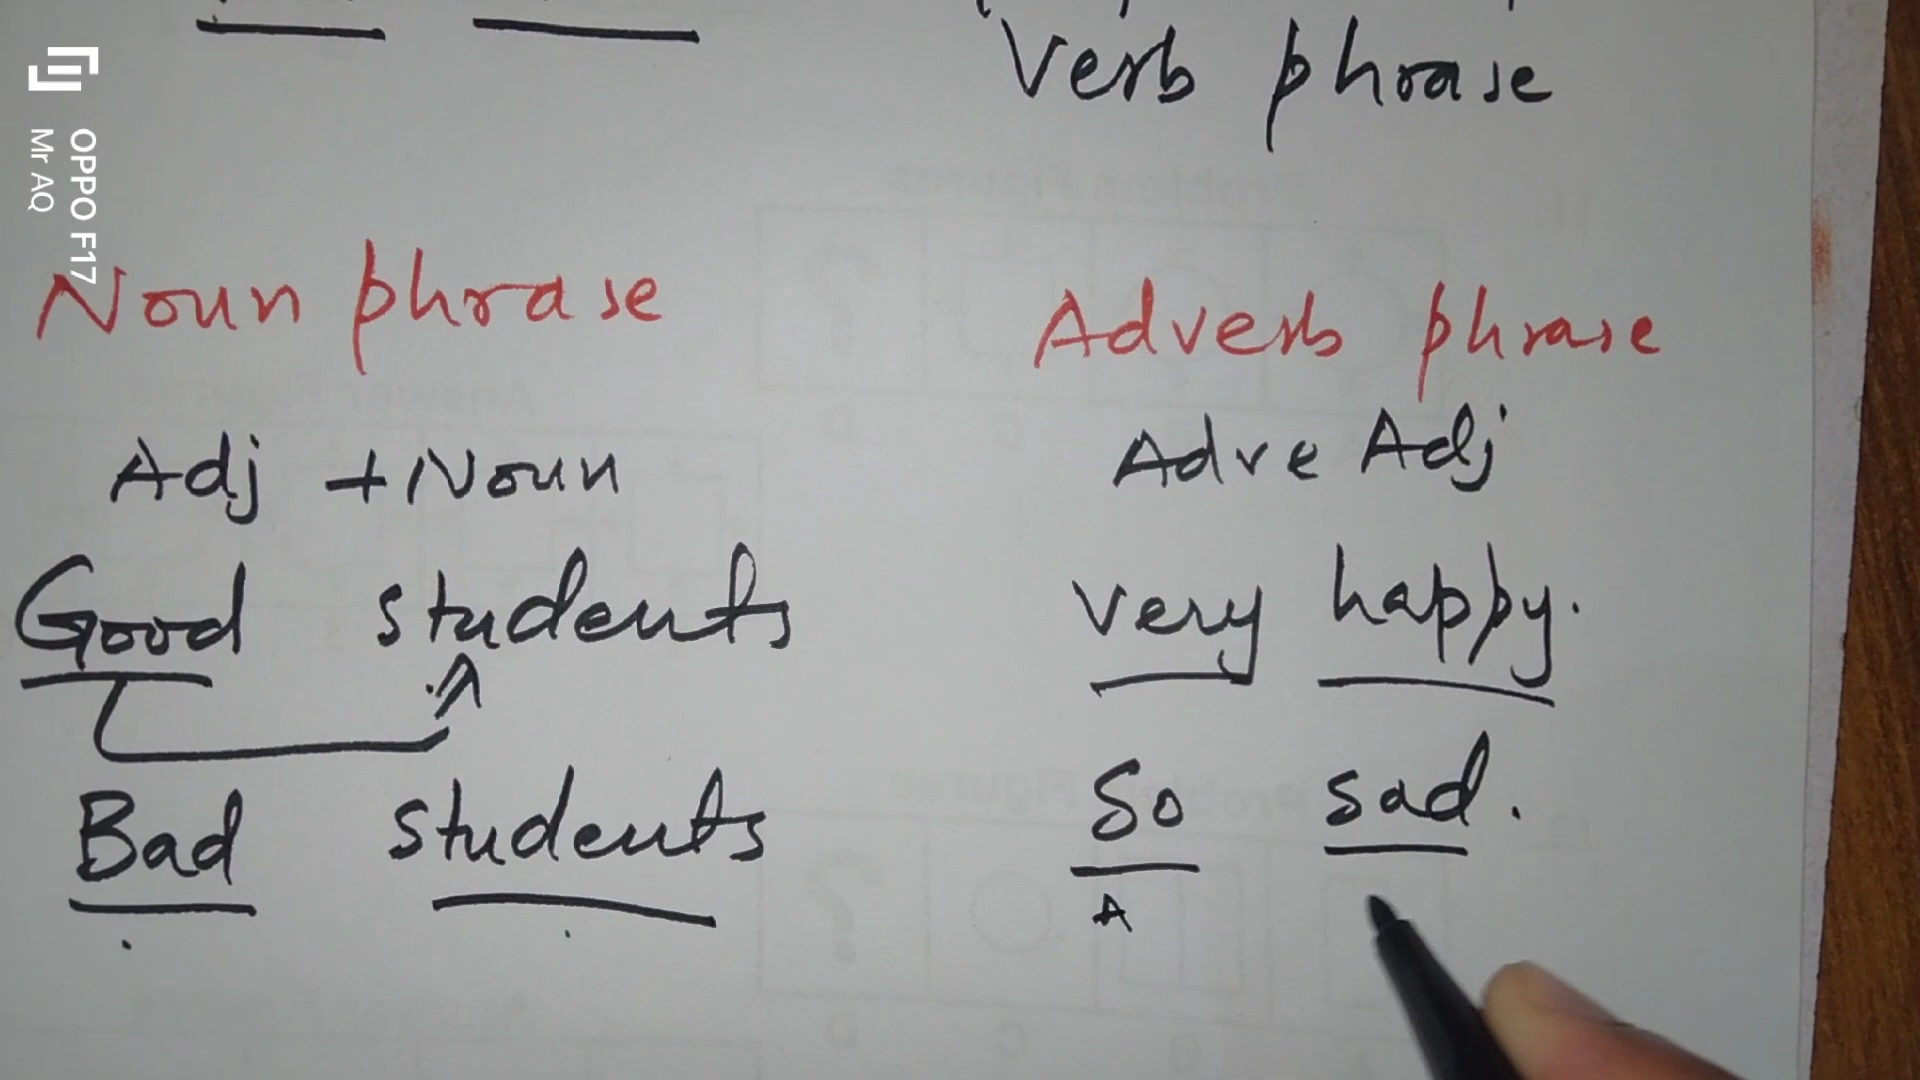 Verb phrase
OPPO F17
Mr AQ
Noun phrase
Adj + Noun
Good students
Bad students
Adverb phrase
Adve Adj
very happy.
So sad.
A